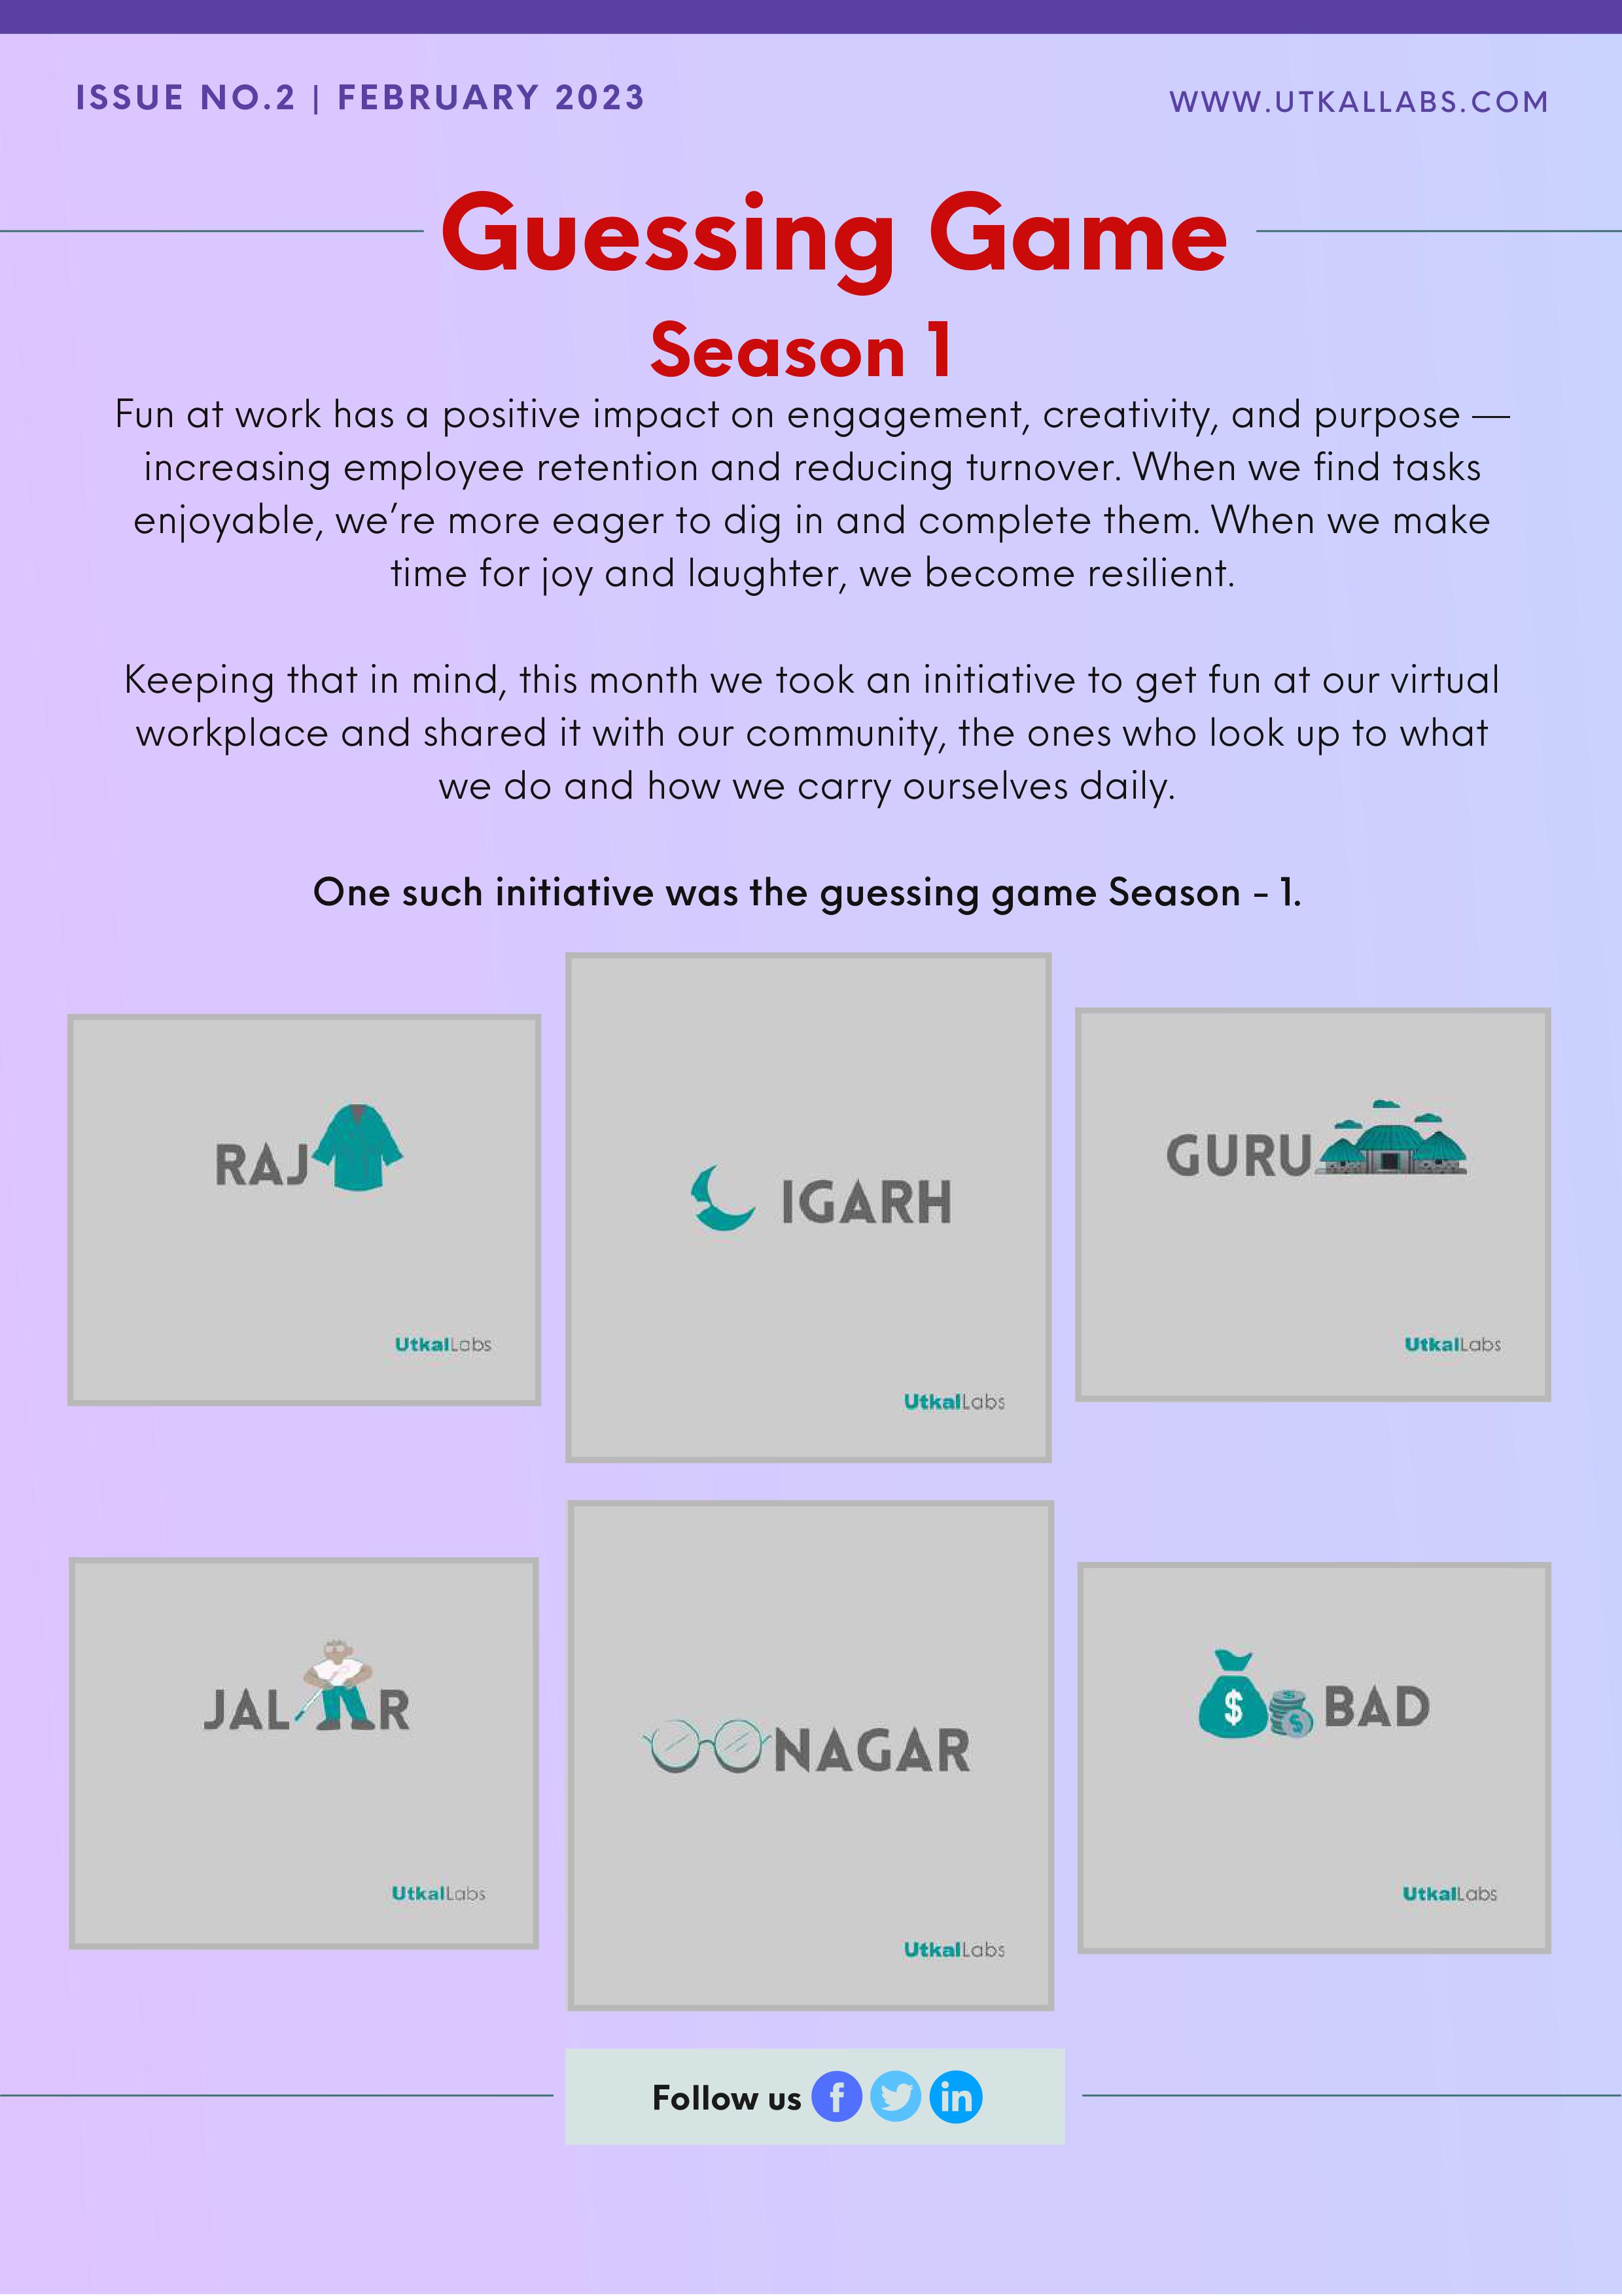 ISSUE NO.2 | FEBRUARY 2023
WWW.UTKALLABS.COM
Guessing Game
Season 1
Fun at work has a positive impact on engagement, creativity, and purpose —
increasing employee retention and reducing turnover. When we find tasks
enjoyable, we’re more eager to dig in and complete them. When we make
time for joy and laughter, we become resilient.
Keeping that in mind, this month we took an initiative to get fun at our virtual
workplace and shared it with our community, the ones who look up to what
we do and how we carry ourselves daily.
One such initiative was the guessing game Season - 1.
RAJ
UtkalLabs
IGARH
UtkalLabs
GURU
UtkalLabs
JAL R
UtkalLabs
NAGAR
UtkalLabs
$ BAD
UtkalLabs
Follow us f in